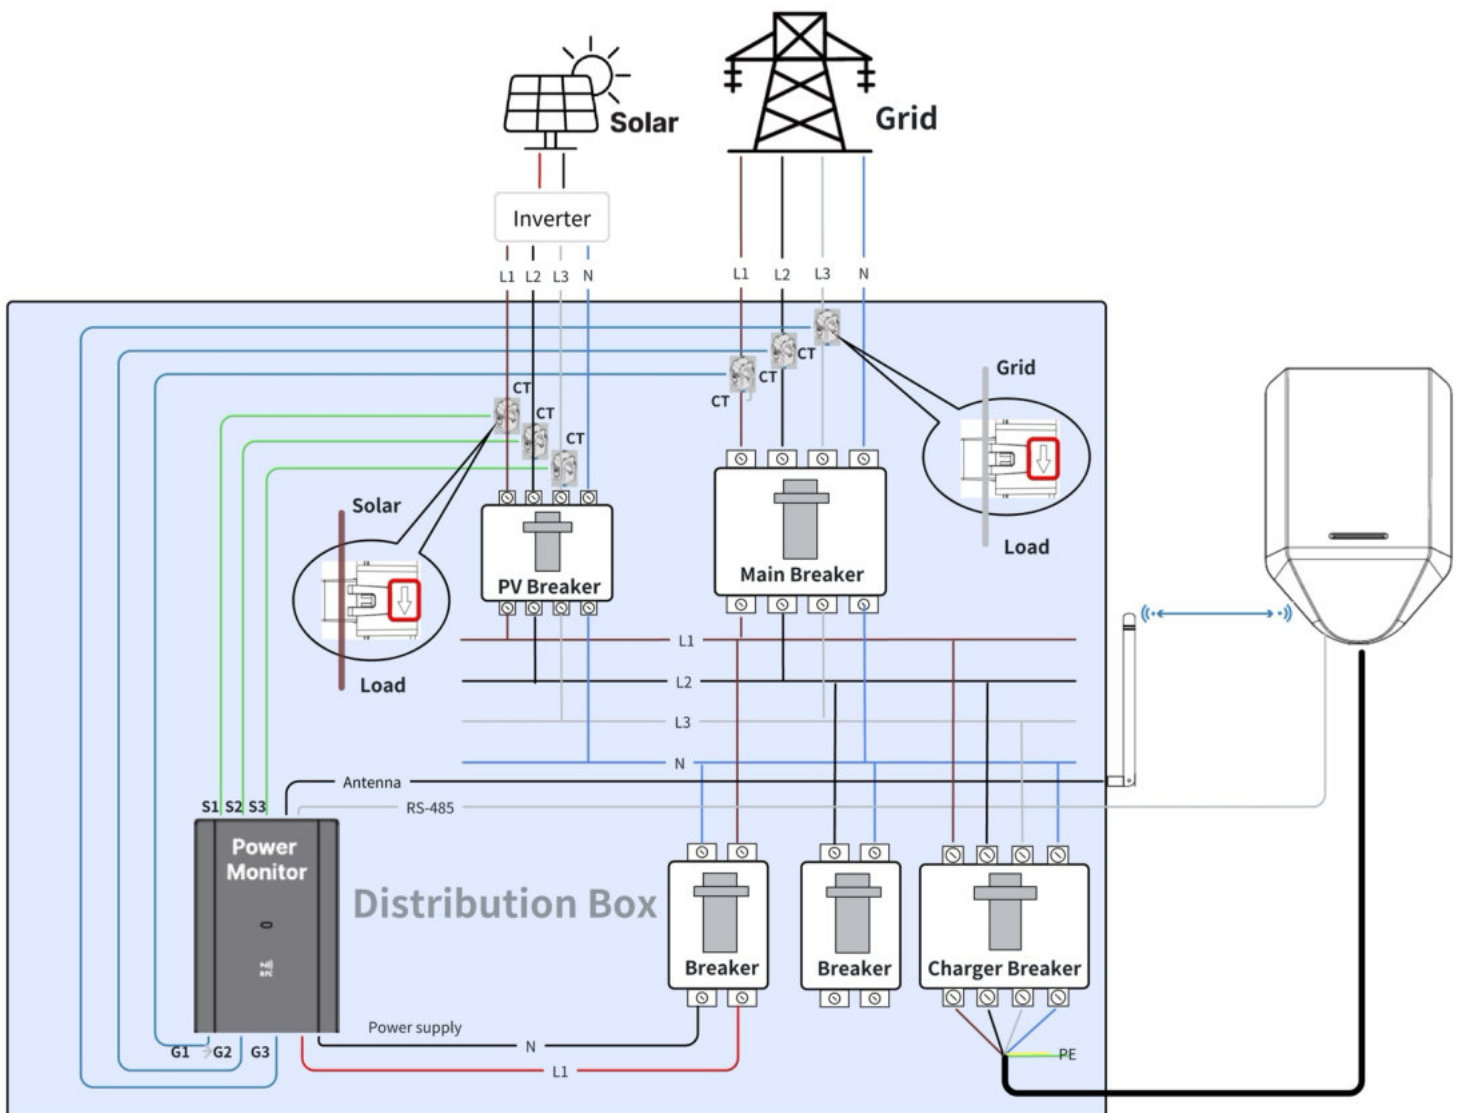 Solar
Grid
Inverter
L1 L2 L3 N
L1 L2 L3 N
CT
CT
CT
CT
CT
CT
Grid
Load
Solar
Load
PV Breaker
Main Breaker
L1
L2
L3
N
Antenna
RS-485
S1 S2 S3
Power
Monitor
Distribution Box
Breaker
Breaker
Charger Breaker
Power supply
G1 G2 G3
N
L1
PE